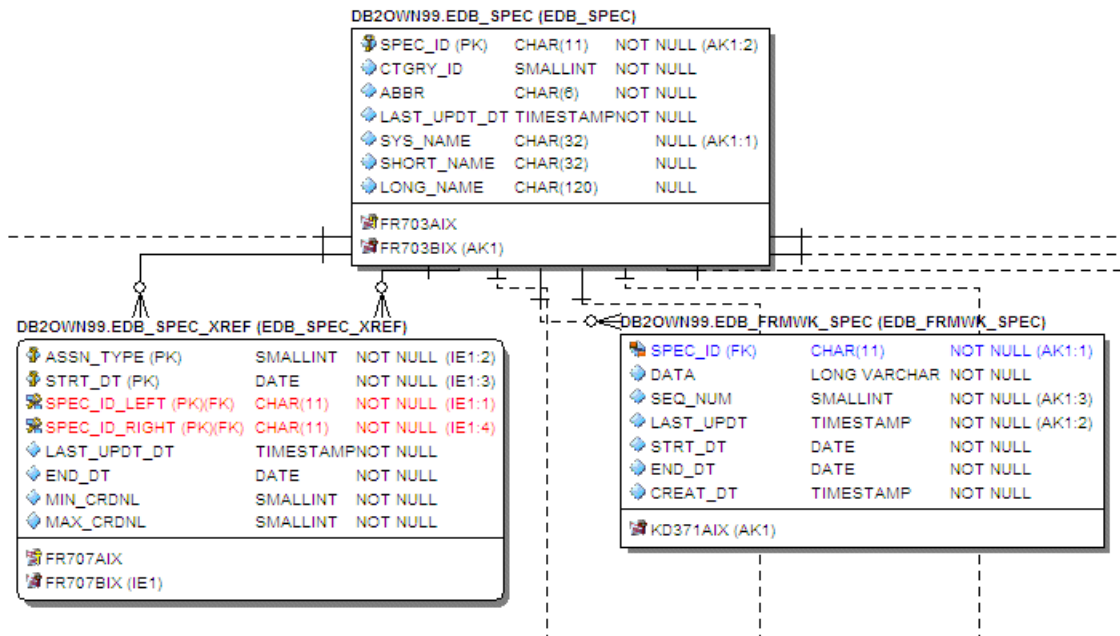 DB2OWN99.EDB_SPEC (EDB_SPEC)
SPEC_ID (PK) CHAR(11) NOT NULL (AK1:2)
CTGRY_ID SMALLINT NOT NULL
ABBR CHAR(6) NOT NULL
LAST_UPDT_DT TIMESTAMPNOT NULL
SYS_NAME CHAR(32) NULL (AK1:1)
SHORT_NAME CHAR(32) NULL
LONG_NAME CHAR(120) NULL
FR703AIX
FR703BIX (AK1)
DB2OWN99.EDB_SPEC_XREF (EDB_SPEC_XREF)
ASSN_TYPE (PK) SMALLINT NOT NULL (IE1:2)
STRT_DT (PK) DATE NOT NULL (IE1:3)
SPEC_ID_LEFT (PK)(FK) CHAR(11) NOT NULL (IE1:1)
SPEC_ID_RIGHT (PK)(FK) CHAR(11) NOT NULL (IE1:4)
LAST_UPDT_DT TIMESTAMPNOT NULL
END_DT DATE NOT NULL
MIN_CRDNL SMALLINT NOT NULL
MAX_CRDNL SMALLINT NOT NULL
FR707AIX
FR707BIX (IE1)
DB2OWN99.EDB_FRMWK_SPEC (EDB_FRMWK_SPEC)
SPEC_ID (FK) CHAR(11) NOT NULL (AK1:1)
DATA LONG VARCHAR NOT NULL
SEQ_NUM SMALLINT NOT NULL (AK1:3)
LAST_UPDT TIMESTAMP NOT NULL (AK1:2)
STRT_DT DATE NOT NULL
END_DT DATE NOT NULL
CREAT_DT TIMESTAMP NOT NULL
KD371AIX (AK1)